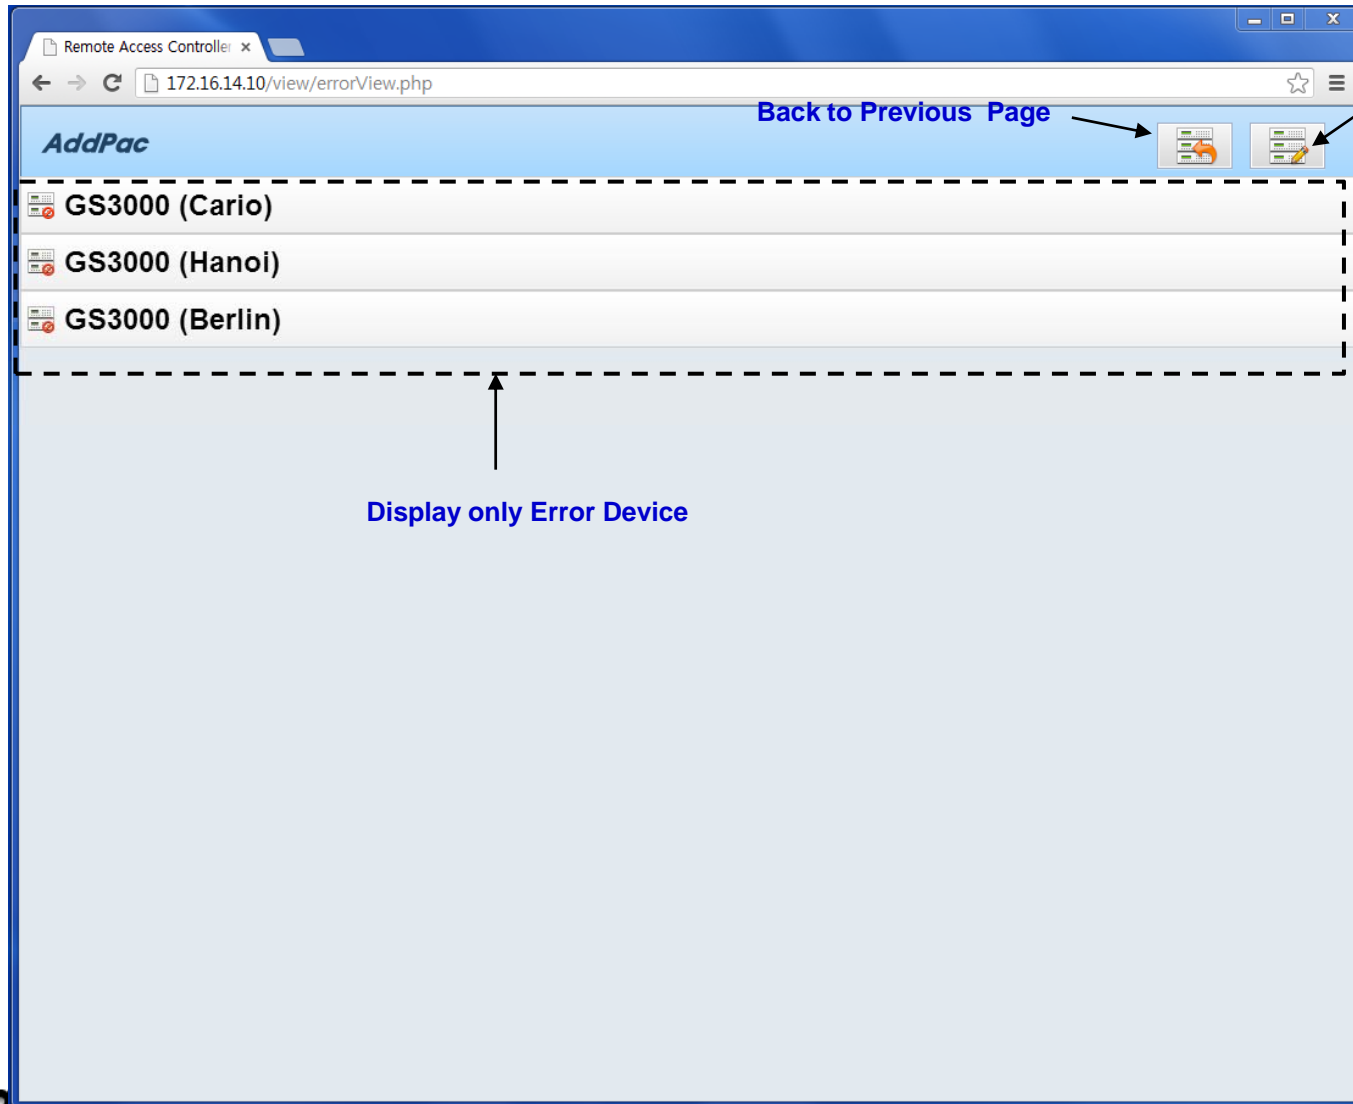 Remote Access Controller
172.16.14.10/view/errorView.php
Back to Previous Page
AddPac
GS3000 (Cario)
GS3000 (Hanoi)
GS3000 (Berlin)
Display only Error Device